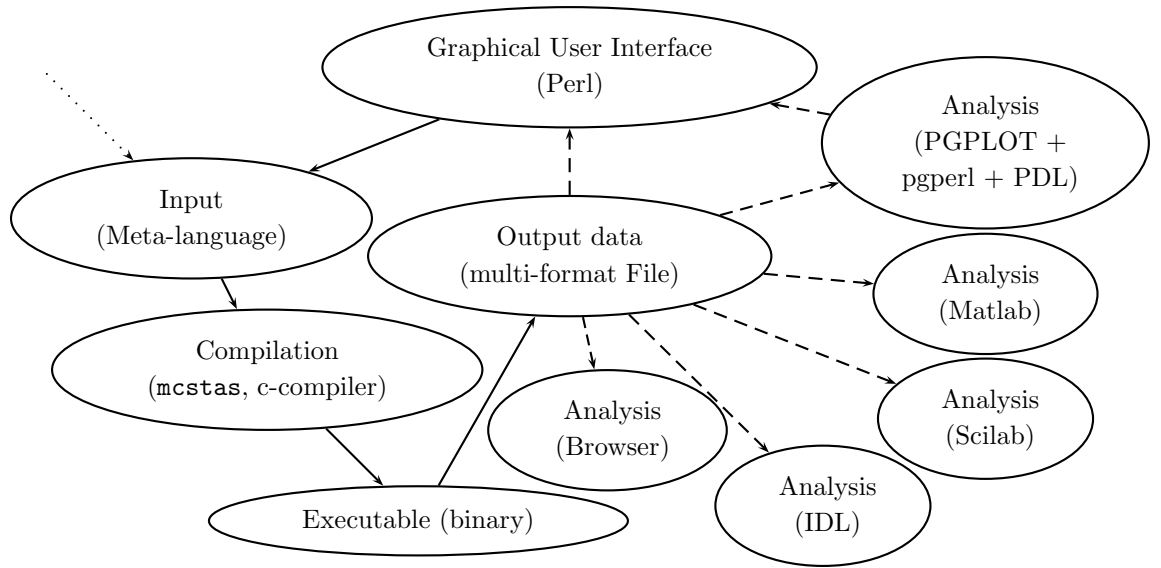 Graphical User Interface
(Perl)
Analysis
(PGPLOT +
pgperl + PDL)
Input
(Meta-language)
Output data
(multi-format File)
Analysis
(Matlab)
Compilation
(mcstas, c-compiler)
Analysis
(Browser)
Analysis
(Scilab)
Analysis
(IDL)
Executable (binary)